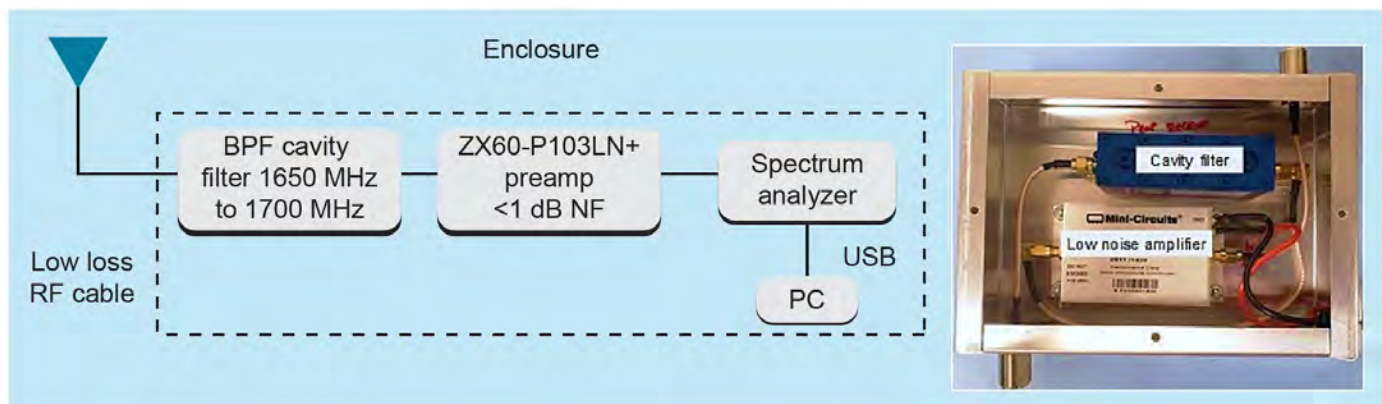 Enclosure
BPF cavity
filter 1650 MHz
to 1700 MHz
ZX60-P103LN+
preamp
<1 dB NF
Spectrum
analyzer
Low loss
RF cable
USB
PC
Cavity filter
Mini-Circuits®
Low noise amplifier